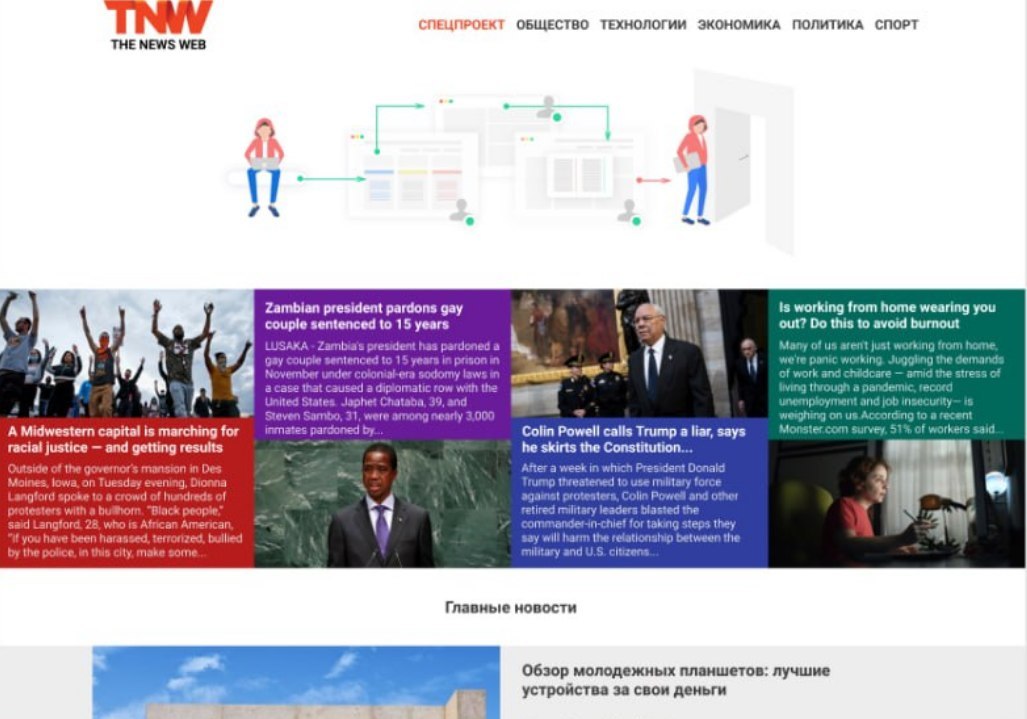 TNW
THE NEWS WEB
СПЕЦПРОЕКТ ОБЩЕСТВО ТЕХНОЛОГИИ ЭКОНОМИКА ПОЛИТИКА СПОРТ
A Midwestern capital is marching for
racial justice — and getting results
Outside of the governor's mansion in Des
Moines, Iowa, on Tuesday evening, Dionna
Langford spoke to a crowd of hundreds of
protesters with a bullhorn. "Black people,"
said Langford, 28, who is African American,
"if you have been harassed, terrorized, bullied
by the police, in this city, make some...
Zambian president pardons gay
couple sentenced to 15 years
LUSAKA - Zambia's president has pardoned a
gay couple sentenced to 15 years in prison in
November under colonial-era sodomy laws in
a case that caused a diplomatic row with the
United States. Japhet Chataba, 39, and
Steven Sambo, 31, were among nearly 3,000
inmates pardoned by...
Colin Powell calls Trump a liar, says
he skirts the Constitution...
After a week in which President Donald
Trump threatened to use military force
against protesters, Colin Powell and other
retired military leaders blasted the
commander-in-chief for taking steps they
say will harm the relationship between the
military and U.S. citizens...
Is working from home wearing you
out? Do this to avoid burnout
Many of us aren't just working from home,
we're panic working. Juggling the demands
of work and childcare — amid the stress of
living through a pandemic, record
unemployment and job insecurity— is
weighing on us.According to a recent
Monster.com survey, 51% of workers said...
Главные новости
Обзор молодежных планшетов: лучшие
устройства за свои деньги